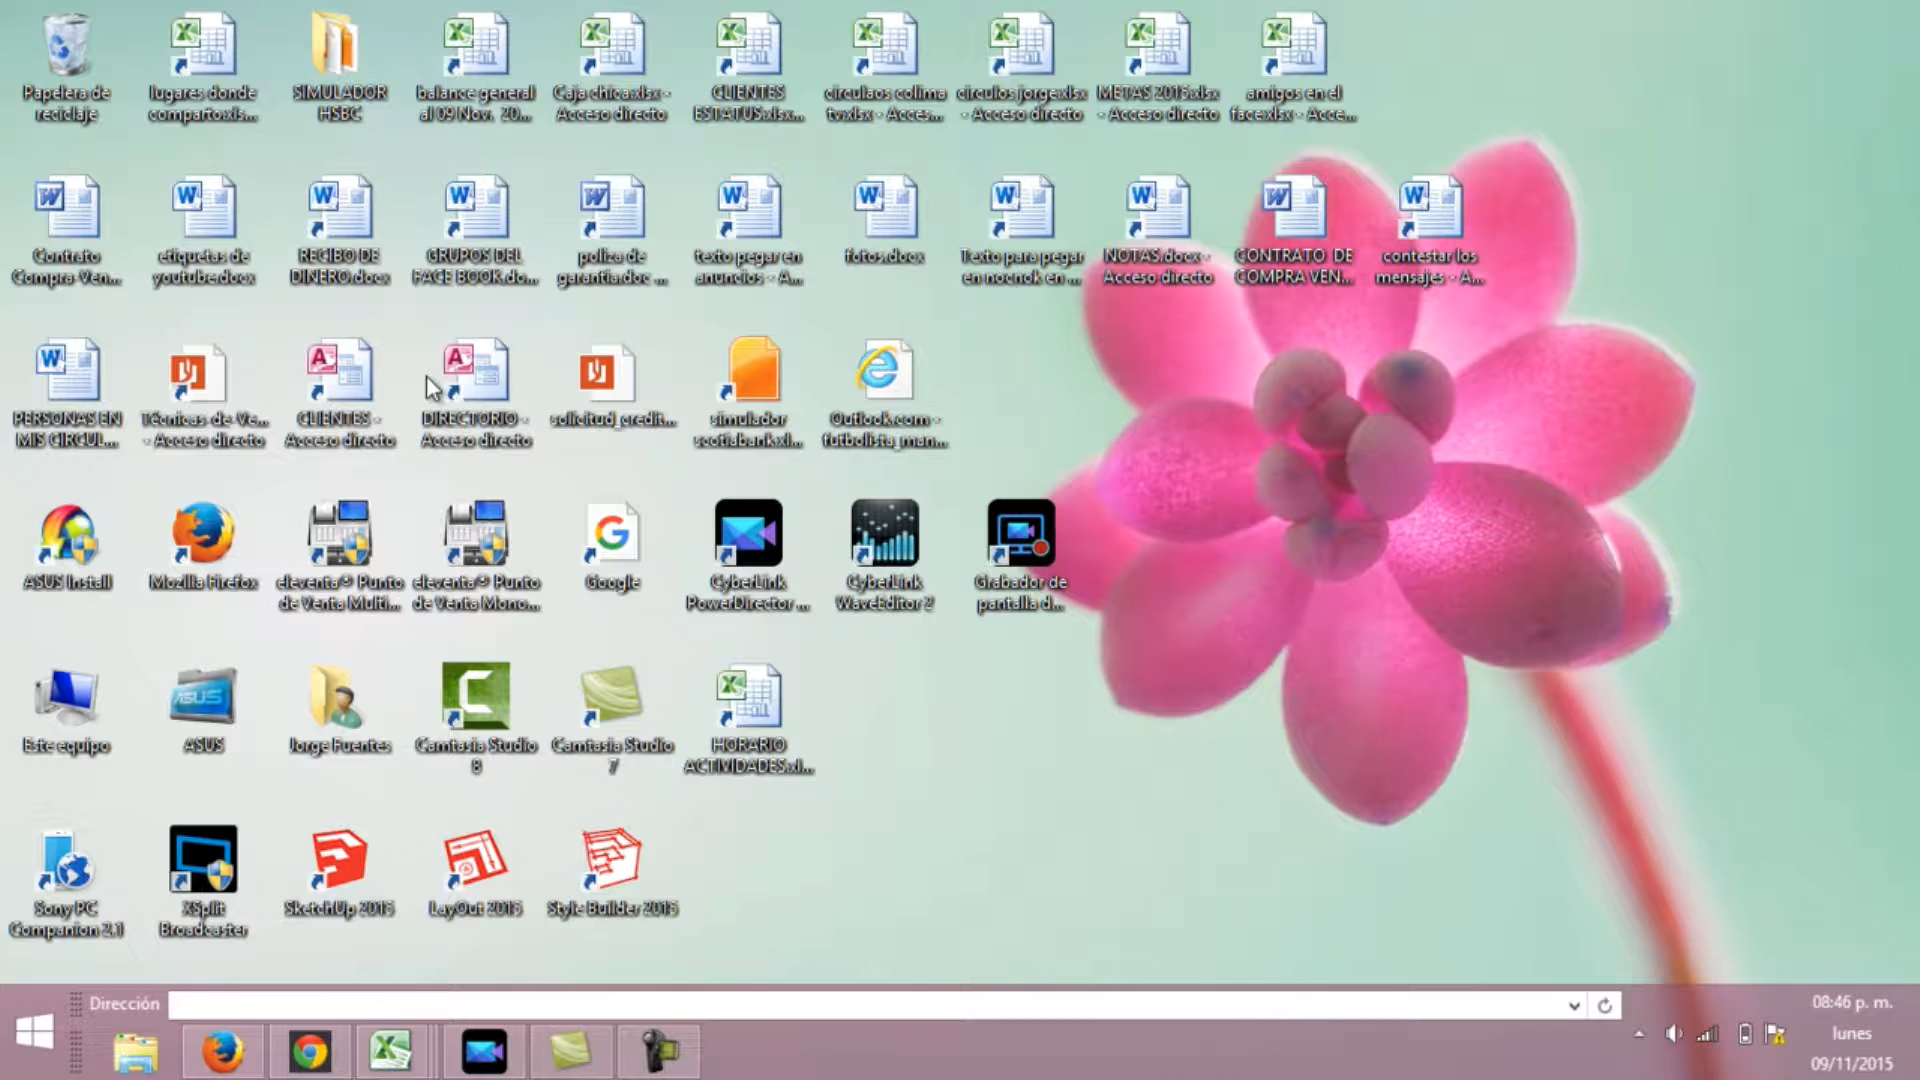 Papelera de
reciclaje
lugares donde
comparto.xls...
SIMULADOR
HSBC
balance general
al 09 Nov. 20...
Caja chica.xlsx -
Acceso directo
CLIENTES
ESTATUS.xlsx...
circulaos colima
tv.xlsx - Acces...
circulos jorge.xlsx
- Acceso directo
METAS 2015.xlsx
- Acceso directo
amigos en el
face.xlsx - Acce...
Contrato
Compra-Ven...
etiquetas de
youtube.docx
RECIBO DE
DINERO.docx
GRUPOS DEL
FACE BOOK.do...
poliza de
garantia.doc ...
texto pegar en
anuncios - A...
fotos.docx
Texto para pegar
en nocnok en ...
NOTAS.docx -
Acceso directo
CONTRATO DE
COMPRA VEN...
contestar los
mensajes - A...
PERSONAS EN
MIS CIRCUL...
Técnicas-de-Ve...
- Acceso directo
CLIENTES -
Acceso directo
DIRECTORIO -
Acceso directo
solicitud_credit...
simulador
scotiabank.xl...
Outlook.com -
futbolista_man...
ASUS Install
Mozilla Firefox
eleventa® Punto
de Venta Multi...
eleventa® Punto
de Venta Mono...
Google
CyberLink
PowerDirector ...
CyberLink
WaveEditor 2
Grabador de
pantalla d...
Este equipo
ASUS
ASUS
Jorge Fuentes
Camtasia Studio
8
Camtasia Studio
7
HORARIO
ACTIVIDADES.xl...
Sony PC
Companion 2.1
XSplit
Broadcaster
SketchUp 2015
LayOut 2015
Style Builder 2015
Dirección
08:46 p. m.
lunes
09/11/2015